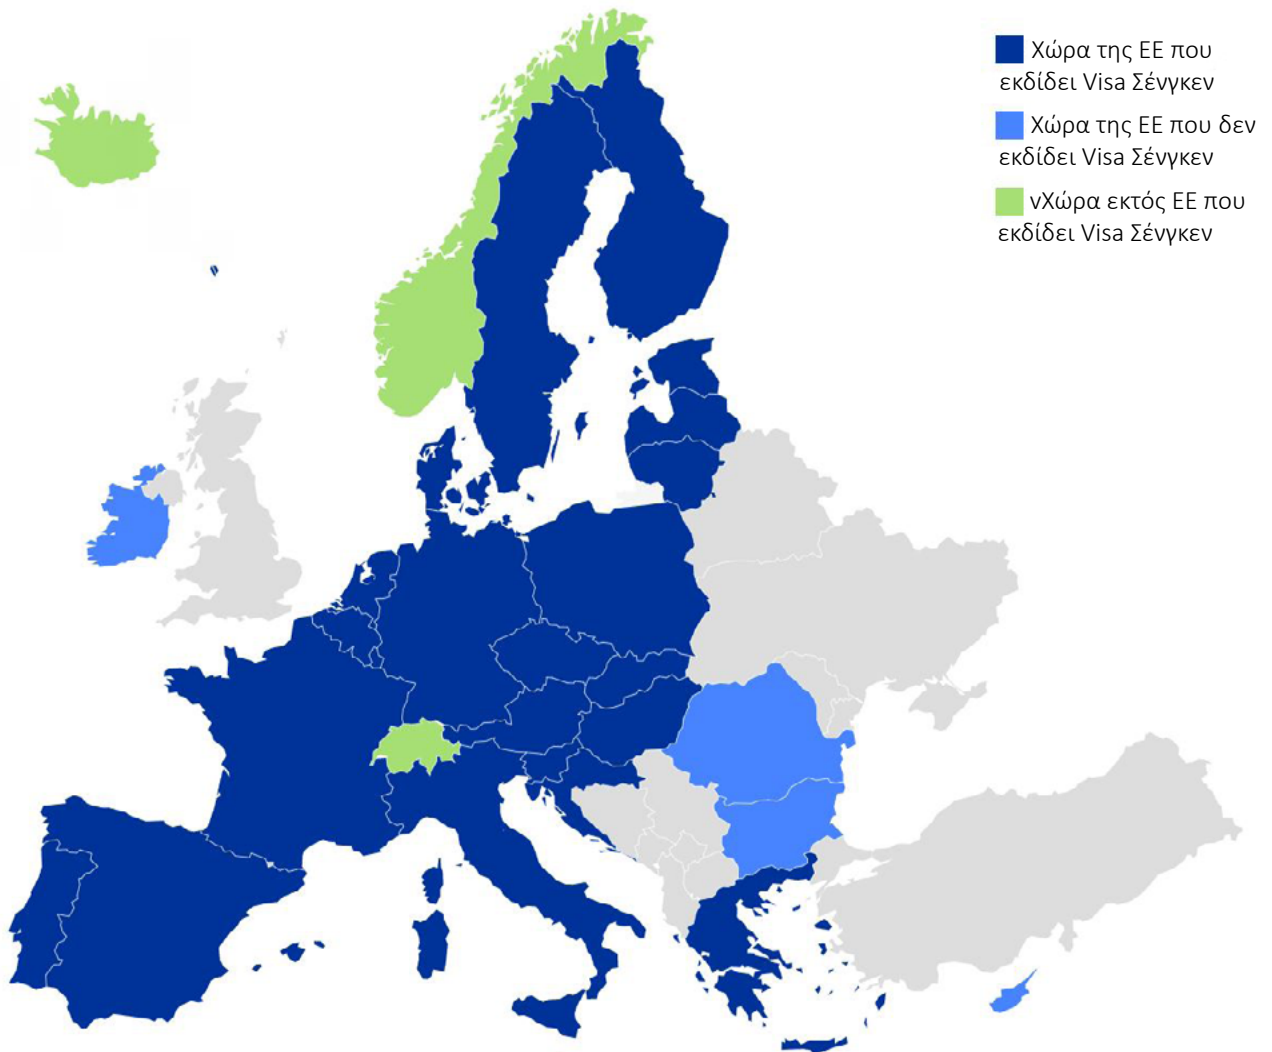 Χώρα της ΕΕ που
εκδίδει Visa Σένγκεν
Χώρα της ΕΕ που δεν
εκδίδει Visa Σένγκεν
νΧώρα εκτός ΕΕ που
εκδίδει Visa Σένγκεν